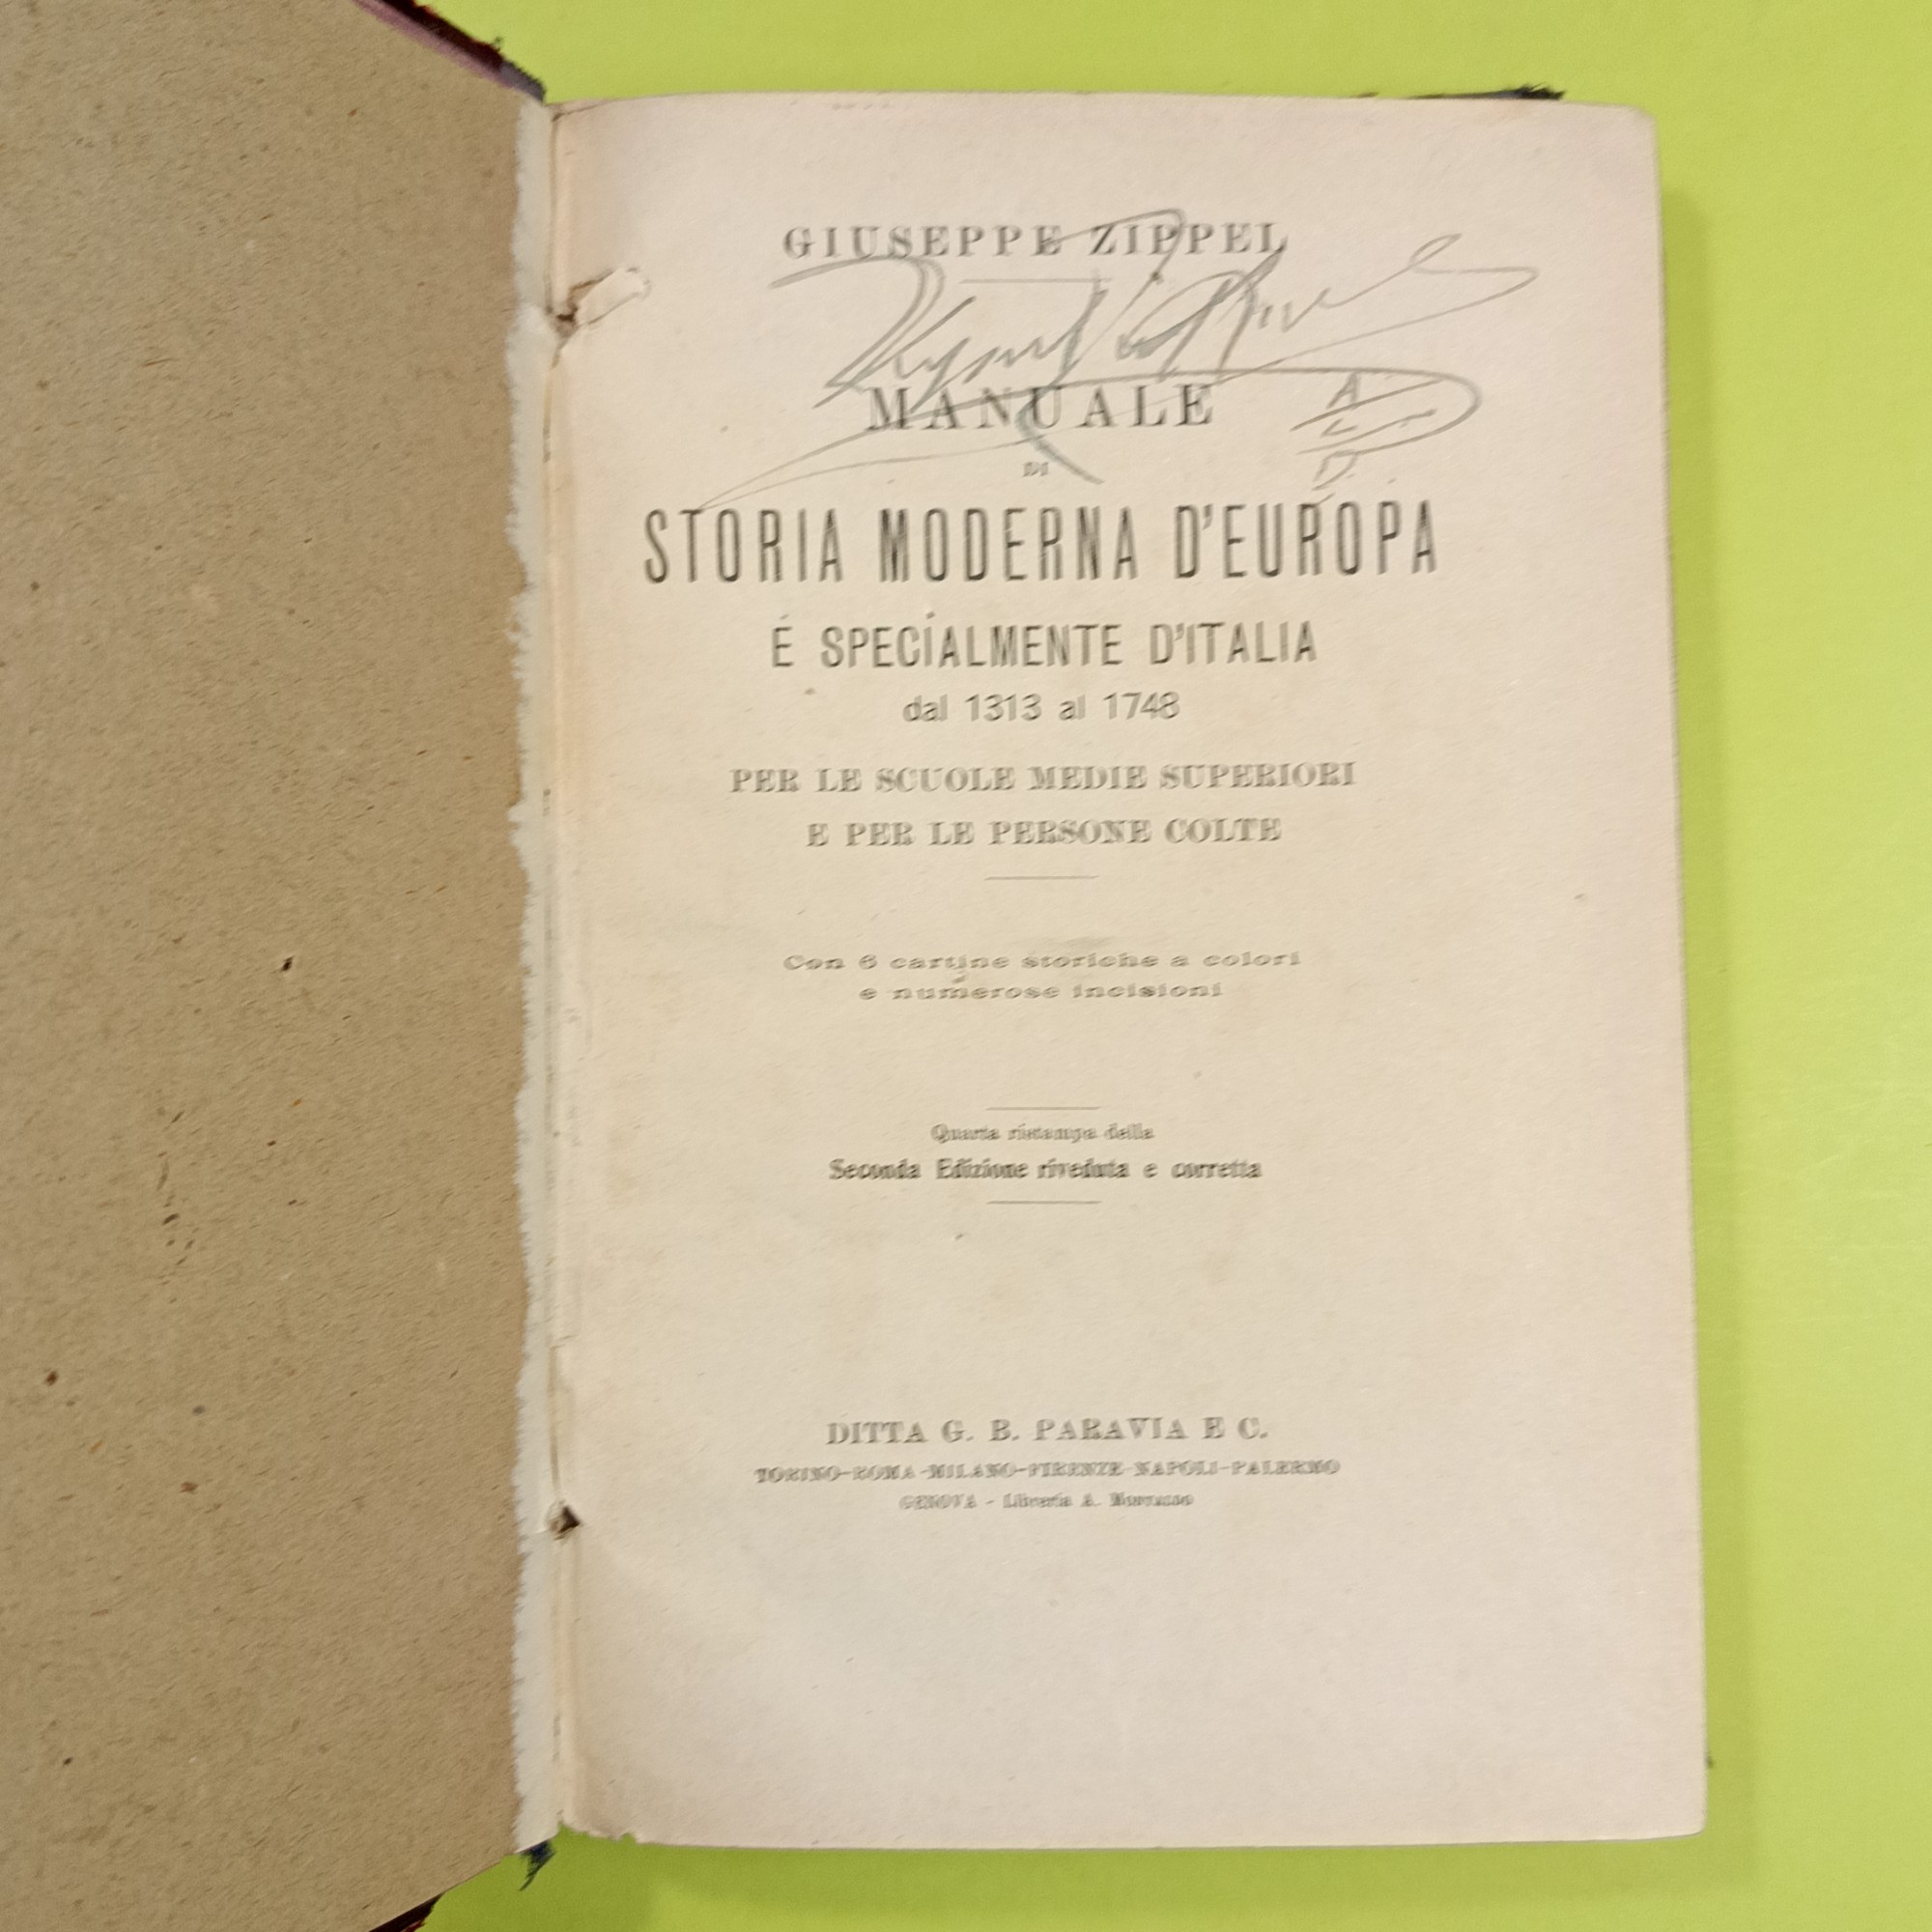 GIUSEPPE ZIPPEL
MANUALE
DI
STORIA MODERNA D'EUROPA
E SPECIALMENTE D'ITALIA
dal 1313 al 1748
PER LE SCUOLE MEDIE SUPERIORI
E PER LE PERSONE COLTE
Con 6 cartine storiche a colori
e numerose incisioni
Quarta ristampa della
Seconda Edizione riveduta e corretta
DITTA G. B. PARAVIA E C.
TORINO-ROMA-MILANO-FIRENZE-NAPOLI-PALERMO
GENOVA - Libreria A.